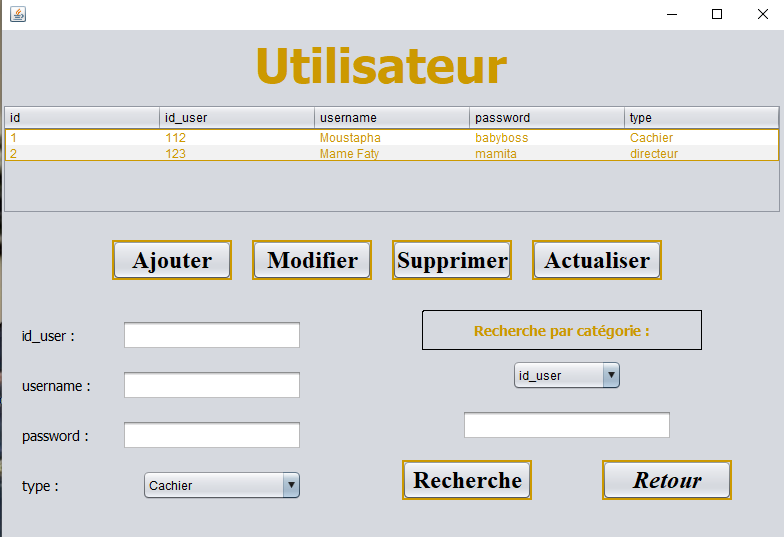 Utilisateur
id id_user username password type
1 112 Moustapha babyboss Cachier
2 123 Mame Faty mamita directeur
Ajouter Modifier Supprimer Actualiser
Recherche par catégorie :
id_user :
id_user
username :
password :
type : Cachier
Recherche Retour